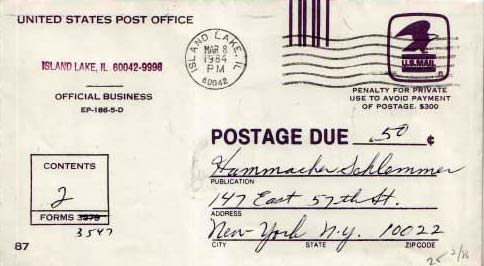 UNITED STATES POST OFFICE
ISLAND LAKE, IL 60042-9998
OFFICIAL BUSINESS
EP-186-5-D
ISLAND LAKE, IL
MAR 8
1984
PM
60042
U.S.MAIL
PENALTY FOR PRIVATE
USE TO AVOID PAYMENT
OF POSTAGE. $300
POSTAGE DUE .50 ¢
Hammacher Schlemmer
PUBLICATION
147 East 57th St.
ADDRESS
New York N.Y. 10022
CITY STATE ZIP CODE
CONTENTS
2
FORMS 3579
3547
87